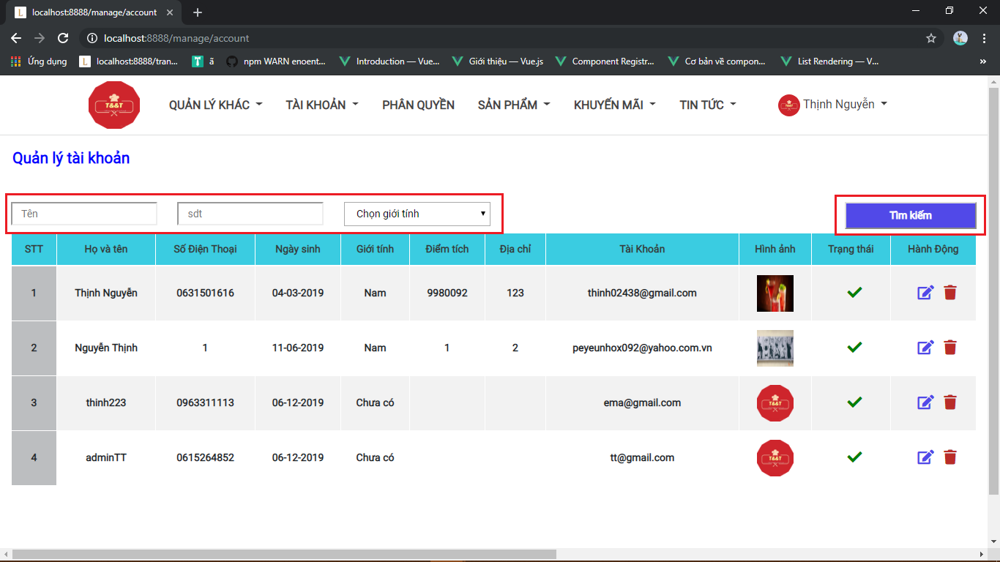 localhost:8888/manage/account
localhost:8888/manage/account
Ứng dụng localhost:8888/tran... ã npm WARN enoent... Introduction — Vue... Giới thiệu — Vue.js Component Registr... Cơ bản về compon... List Rendering — V...
T&&T QUẢN LÝ KHÁC TÀI KHOẢN PHÂN QUYỀN SẢN PHẨM KHUYẾN MÃI TIN TỨC Thịnh Nguyễn
Quản lý tài khoản
Tên sdt Chọn giới tính Tìm kiếm
STT Họ và tên Số Điện Thoại Ngày sinh Giới tính Điểm tích Địa chỉ Tài Khoản Hình ảnh Trạng thái Hành Động
1 Thịnh Nguyễn 0631501616 04-03-2019 Nam 9980092 123 thinh02438@gmail.com
2 Nguyễn Thịnh 1 11-06-2019 Nam 1 2 peyeunhox092@yahoo.com.vn
3 thinh223 0963311113 06-12-2019 Chưa có ema@gmail.com T&&T
4 adminTT 0615264852 06-12-2019 Chưa có tt@gmail.com T&&T